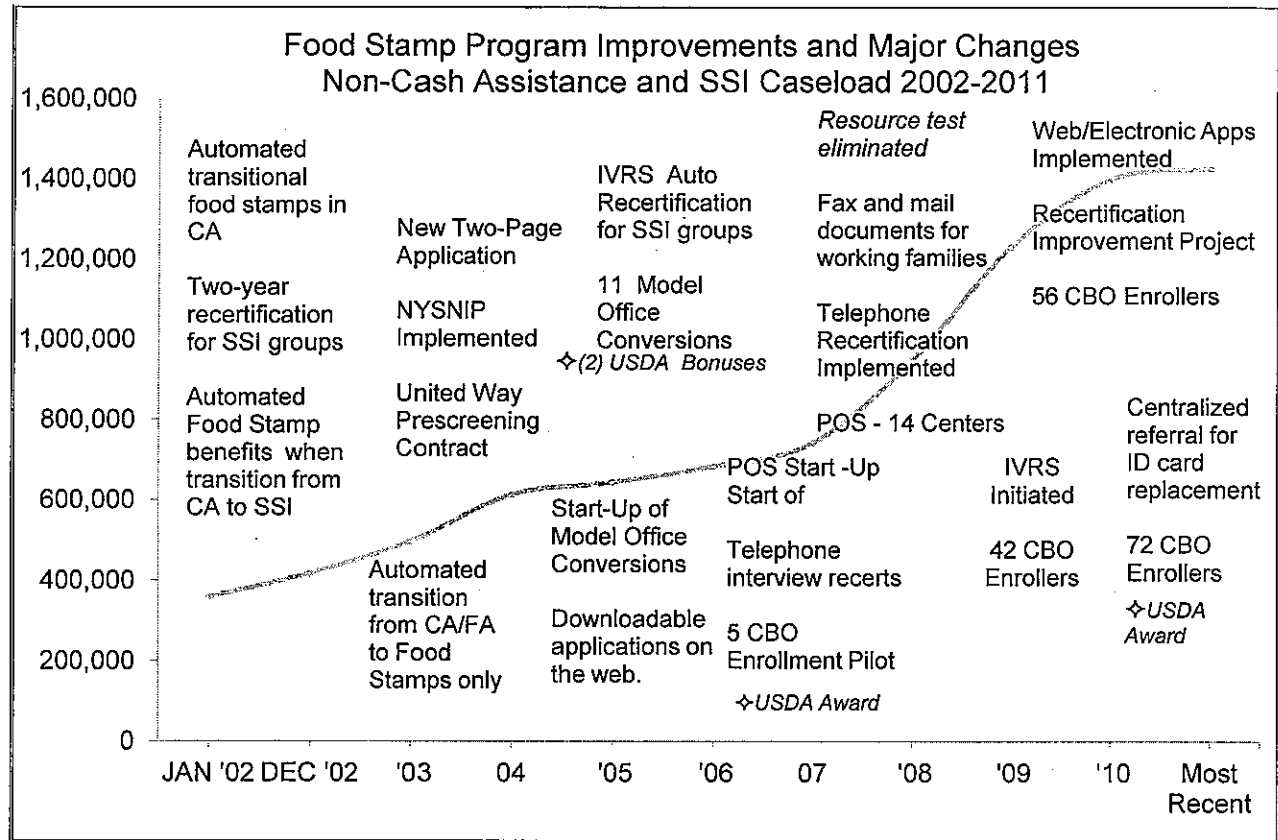 Food Stamp Program Improvements and Major Changes
Non-Cash Assistance and SSI Caseload 2002-2011
1,600,000
1,400,000
1,200,000
1,000,000
800,000
600,000
400,000
200,000
0
Automated
transitional
food stamps in
CA
Two-year
recertification
for SSI groups
Automated
Food Stamp
benefits when
transition from
CA to SSI
New Two-Page
Application
NYSNIP
Implemented
United Way
Prescreening
Contract
Automated
transition
from CA/FA
to Food
Stamps only
IVRS Auto
Recertification
for SSI groups
11 Model
Office
Conversions
✧(2) USDA Bonuses
Start-Up of
Model Office
Conversions
Downloadable
applications on
the web.
Resource test
eliminated
Fax and mail
documents for
working families
Telephone
Recertification
Implemented
POS - 14 Centers
POS Start -Up
Start of
Telephone
interview recerts
5 CBO
Enrollment Pilot
✧USDA Award
Web/Electronic Apps
Implemented
Recertification
Improvement Project
56 CBO Enrollers
IVRS
Initiated
42 CBO
Enrollers
Centralized
referral for
ID card
replacement
72 CBO
Enrollers
✧USDA
Award
JAN '02 DEC '02 '03 04 '05 '06 07 '08 '09 '10 Most
Recent